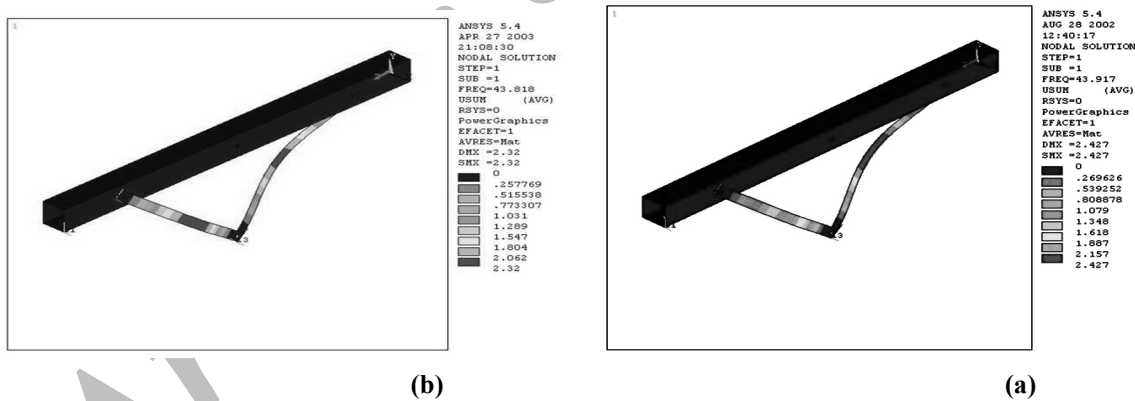 1
ANSYS 5.4
APR 27 2003
21:08:30
NODAL SOLUTION
STEP=1
SUB =1
FREQ=43.818
USUM (AVG)
RSYS=0
PowerGraphics
EFACET=1
AVRES=Mat
DMX =2.32
SMX =2.32
0
.257769
.515538
.773307
1.031
1.289
1.547
1.804
2.062
2.32
(b)
1
ANSYS 5.4
AUG 28 2002
12:40:17
NODAL SOLUTION
STEP=1
SUB =1
FREQ=43.917
USUM (AVG)
RSYS=0
PowerGraphics
EFACET=1
AVRES=Mat
DMX =2.427
SMX =2.427
0
.269626
.539252
.808878
1.079
1.348
1.618
1.887
2.157
2.427
(a)